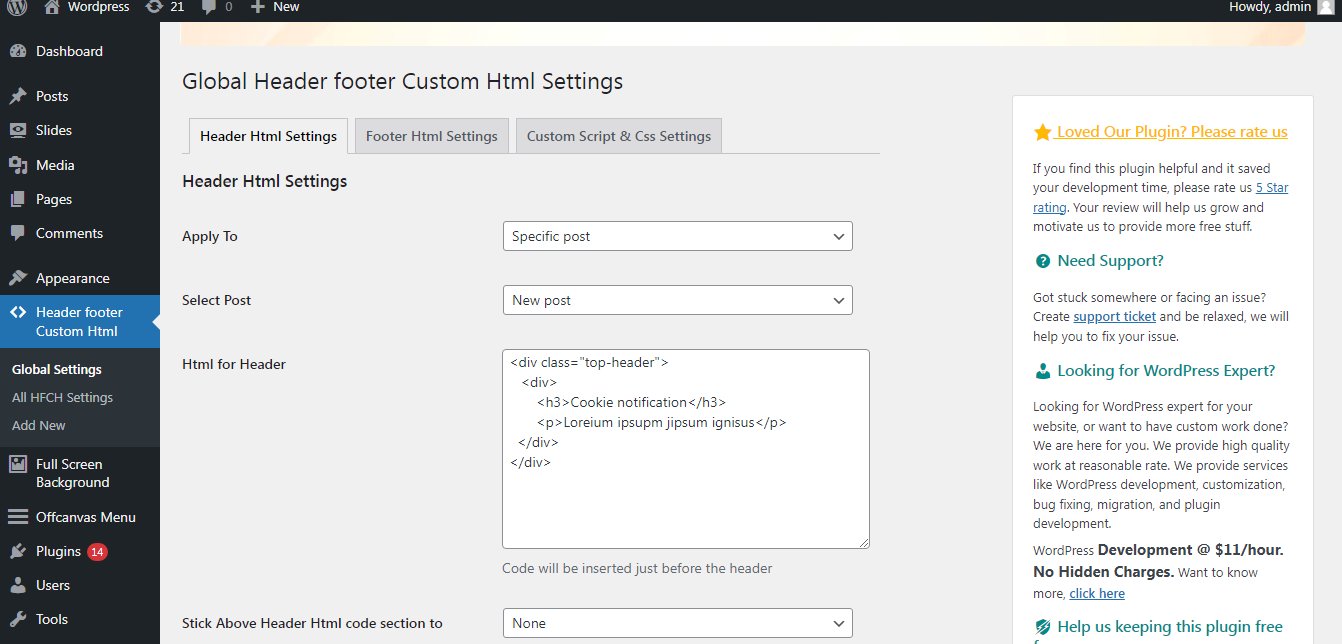 Wordpress 21 0 New Howdy, admin
Dashboard
Posts
Slides
Media
Pages
Comments
Appearance
Header footer
Custom Html
Global Settings
All HFCH Settings
Add New
Full Screen
Background
Offcanvas Menu
Plugins 14
Users
Tools
Global Header footer Custom Html Settings
Header Html Settings Footer Html Settings Custom Script & Css Settings
Header Html Settings
Apply To Specific post
Select Post New post
Html for Header
<div class="top-header">
<div>
<h3>Cookie notification</h3>
<p>Loreium ipsupm jipsum ignisus</p>
</div>
</div>
Code will be inserted just before the header
Stick Above Header Html code section to None
Loved Our Plugin? Please rate us
If you find this plugin helpful and it saved
your development time, please rate us 5 Star
rating. Your review will help us grow and
motivate us to provide more free stuff.
Need Support?
Got stuck somewhere or facing an issue?
Create support ticket and be relaxed, we will
help you to fix your issue.
Looking for WordPress Expert?
Looking for WordPress expert for your
website, or want to have custom work done?
We are here for you. We provide high quality
work at reasonable rate. We provide services
like WordPress development, customization,
bug fixing, migration, and plugin
development.
WordPress Development @ $11/hour.
No Hidden Charges. Want to know
more, click here
Help us keeping this plugin free